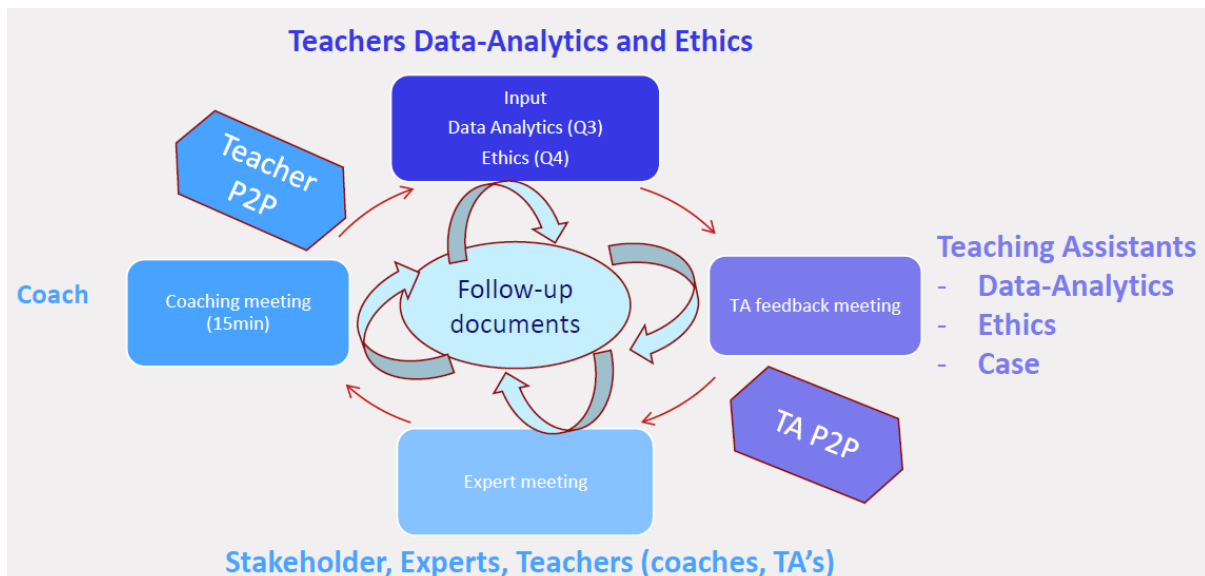 Teachers Data-Analytics and Ethics
Input
Data Analytics (Q3)
Ethics (Q4)
Teacher
P2P
Coach
Coaching meeting
(15min)
Follow-up
documents
TA feedback meeting
Teaching Assistants
- Data-Analytics
- Ethics
- Case
TA P2P
Expert meeting
Stakeholder, Experts, Teachers (coaches, TA’s)